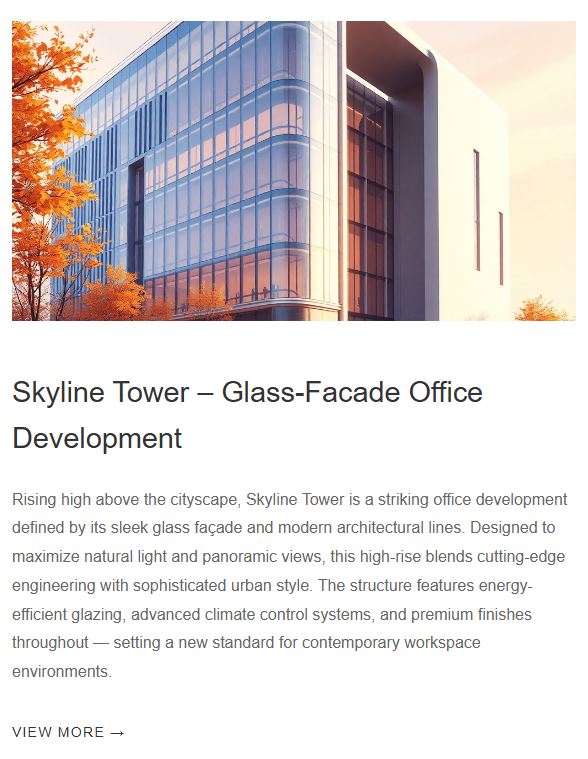 Skyline Tower – Glass-Facade Office
Development
Rising high above the cityscape, Skyline Tower is a striking office development
defined by its sleek glass façade and modern architectural lines. Designed to
maximize natural light and panoramic views, this high-rise blends cutting-edge
engineering with sophisticated urban style. The structure features energy-
efficient glazing, advanced climate control systems, and premium finishes
throughout — setting a new standard for contemporary workspace
environments.
VIEW MORE →